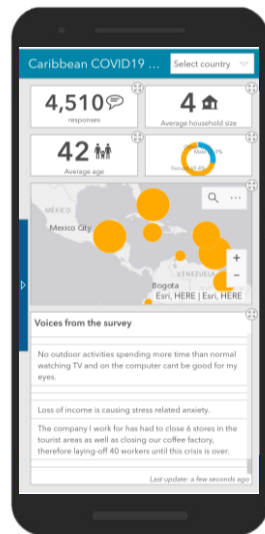 Caribbean COVID19 ... Select country
4,510
responses
4
Average household size
42
Average age
MÉXICO
Mexico City
VENEZUELA
Bogota
Esri, HERE | Esri, HERE
+
−
Voices from the survey
No outdoor activities spending more time than normal
watching TV and on the computer cant be good for my
eyes.
Loss of income is causing stress related anxiety.
The company I work for has had to close 6 stores in the
tourist areas as well as closing our coffee factory,
therefore laying-off 40 workers until this crisis is over.
Last update: a few seconds ago